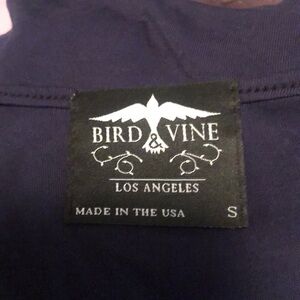 BIRD & VINE
LOS ANGELES
MADE IN THE USA S